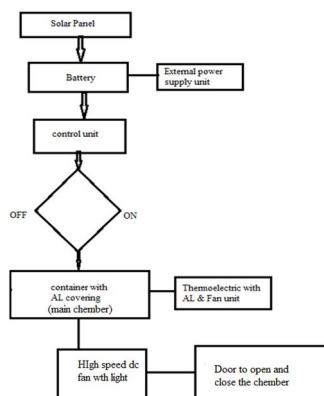 Solar Panel
Battery
External power
supply unit
control unit
OFF
ON
container with
AL covering
(main chember)
Thermoelectric with
AL & Fan unit
HIgh speed dc
fan wth light
Door to open and
close the chember